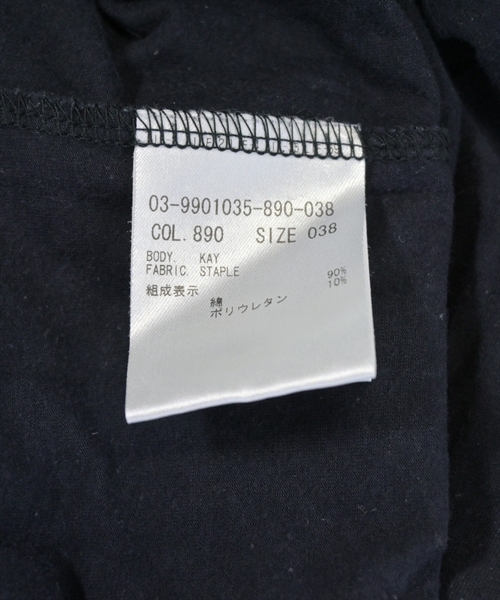 03-9901035-890-038
COL. 890 SIZE 038
BODY. KAY
FABRIC. STAPLE
組成表示
綿 90%
ポリウレタン 10%